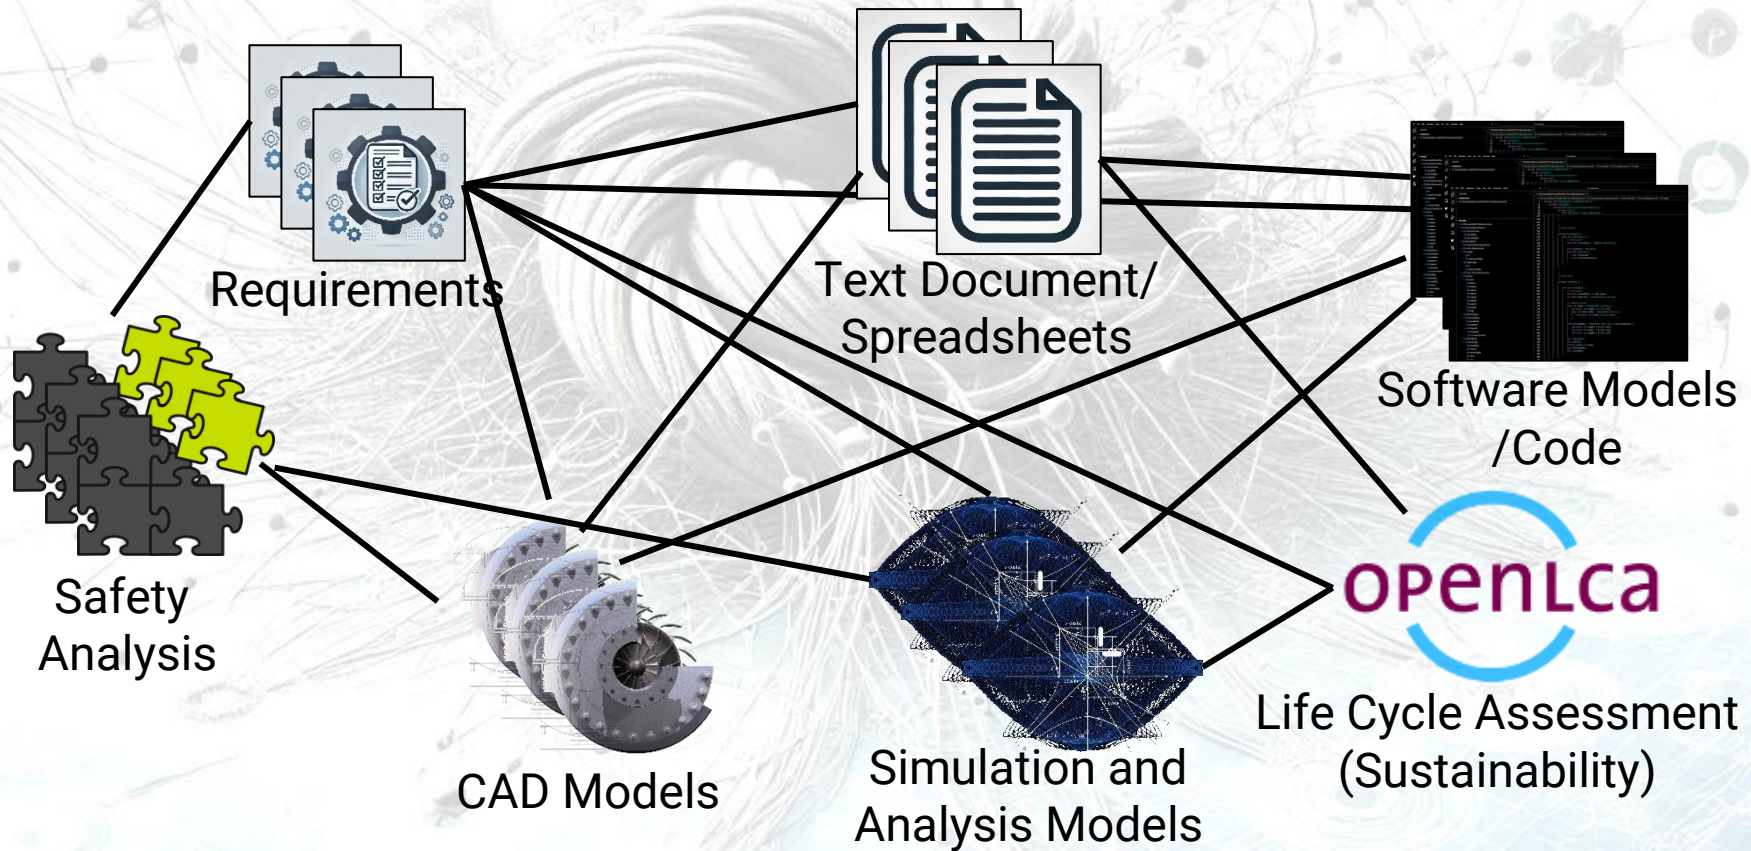 Requirements
Text Document/
Spreadsheets
Software Models
/Code
Safety
Analysis
CAD Models
Simulation and
Analysis Models
openLCA
Life Cycle Assessment
(Sustainability)